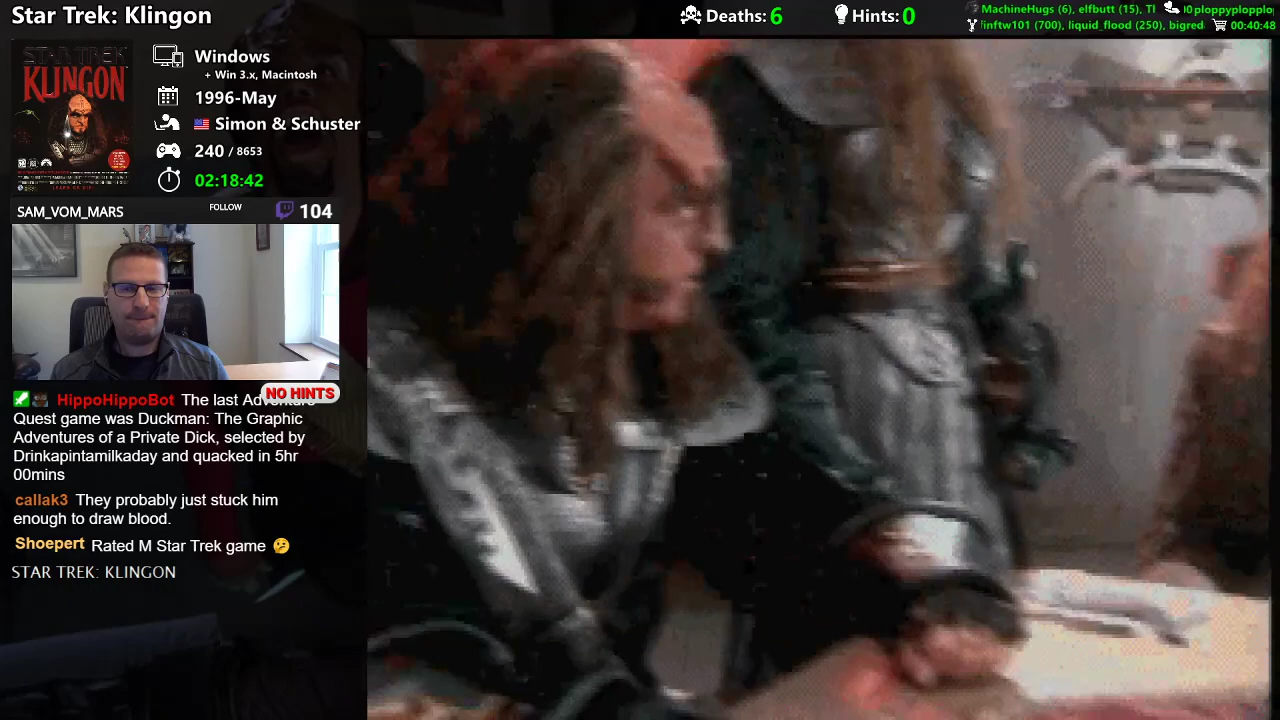 Star Trek: Klingon
Deaths: 6
Hints: 0
MachineHugs (6), elfbutt (15), Tl
ploppyplopplo
inftw101 (700), liquid_flood (250), bigred
00:40:48
STAR TREK
KLINGON
Windows
+ Win 3.x, Macintosh
1996-May
Simon & Schuster
240 / 8653
02:18:42
SAM_VOM_MARS
FOLLOW
104
NO HINTS
HippoHippoBot The last Adventure
Quest game was Duckman: The Graphic
Adventures of a Private Dick, selected by
Drinkapintamilkaday and quacked in 5hr
00mins
callak3 They probably just stuck him
enough to draw blood.
Shoepert Rated M Star Trek game 🤔
STAR TREK: KLINGON